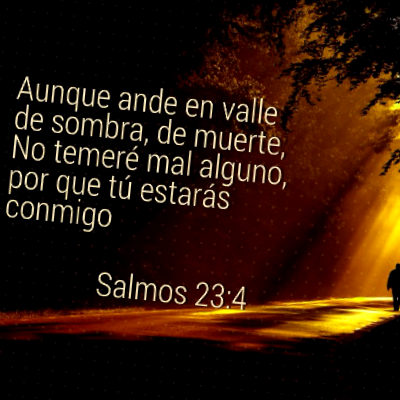 Aunque ande en valle
de sombra, de muerte,
No temeré mal alguno,
por que tú estarás
conmigo
Salmos 23:4